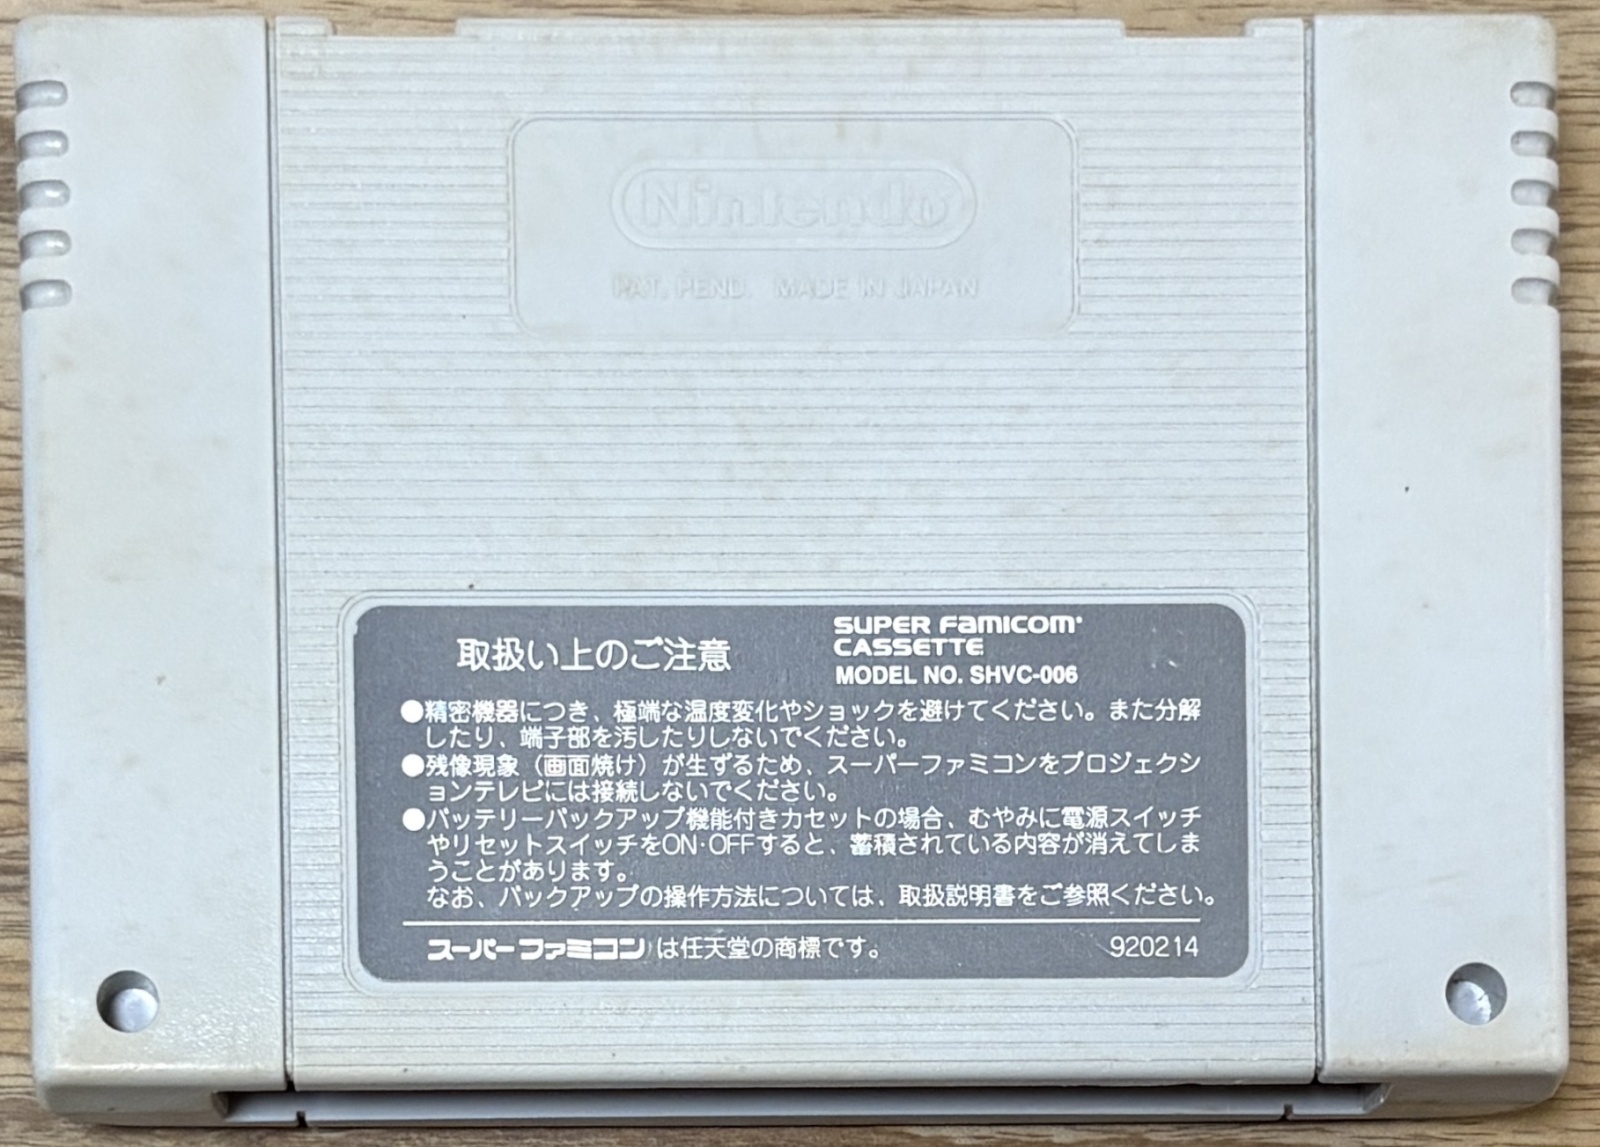 Nintendo
PAT. PEND. MADE IN JAPAN
取扱い上のご注意
SUPER FAMICOM
CASSETTE
MODEL NO. SHVC-006
●精密機器につき、極端な温度変化やショックを避けてください。また分解
したり、端子部を汚したりしないでください。
●残像現象（画面焼け）が生ずるため、スーパーファミコンをプロジェクシ
ョンテレビには接続しないでください。
●バッテリーバックアップ機能付きカセットの場合、むやみに電源スイッチ
やリセットスイッチをON·OFFすると、蓄積されている内容が消えてしま
うことがあります。
なお、バックアップの操作方法については、取扱説明書をご参照ください。
スーパーファミコンは任天堂の商標です。 920214